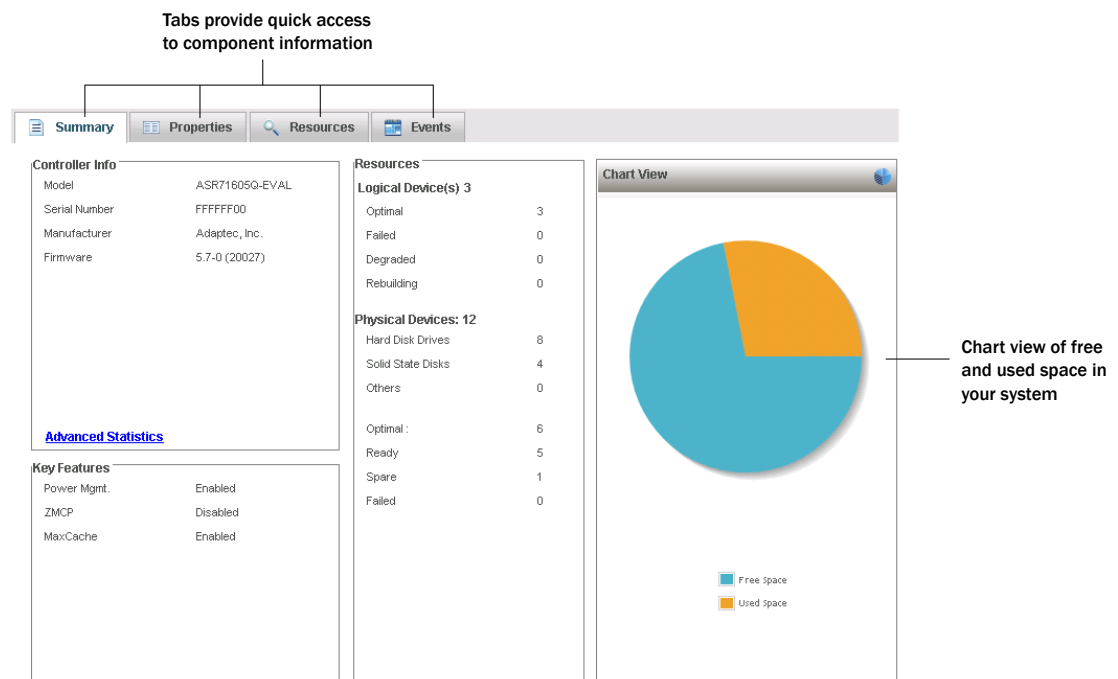 Tabs provide quick access
to component information
Summary
Properties
Resources
Events
Controller Info
Model ASR71605Q-EVAL
Serial Number FFFFFF00
Manufacturer Adaptec, Inc.
Firmware 5.7-0 (20027)
Advanced Statistics
Key Features
Power Mgmt. Enabled
ZMCP Disabled
MaxCache Enabled
Resources
Logical Device(s) 3
Optimal 3
Failed 0
Degraded 0
Rebuilding 0
Physical Devices: 12
Hard Disk Drives 8
Solid State Disks 4
Others 0
Optimal : 6
Ready 5
Spare 1
Failed 0
Chart View
Free Space
Used Space
Chart view of free
and used space in
your system